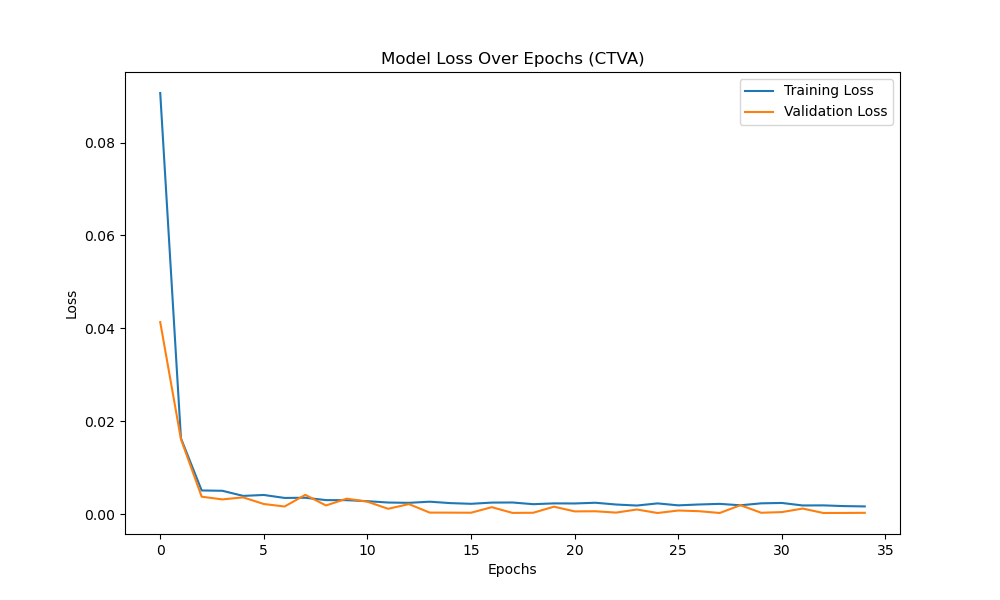 Model Loss Over Epochs (CTVA)
Training Loss
Validation Loss
Loss
0.08
0.06
0.04
0.02
0.00
0 5 10 15 20 25 30 35
Epochs